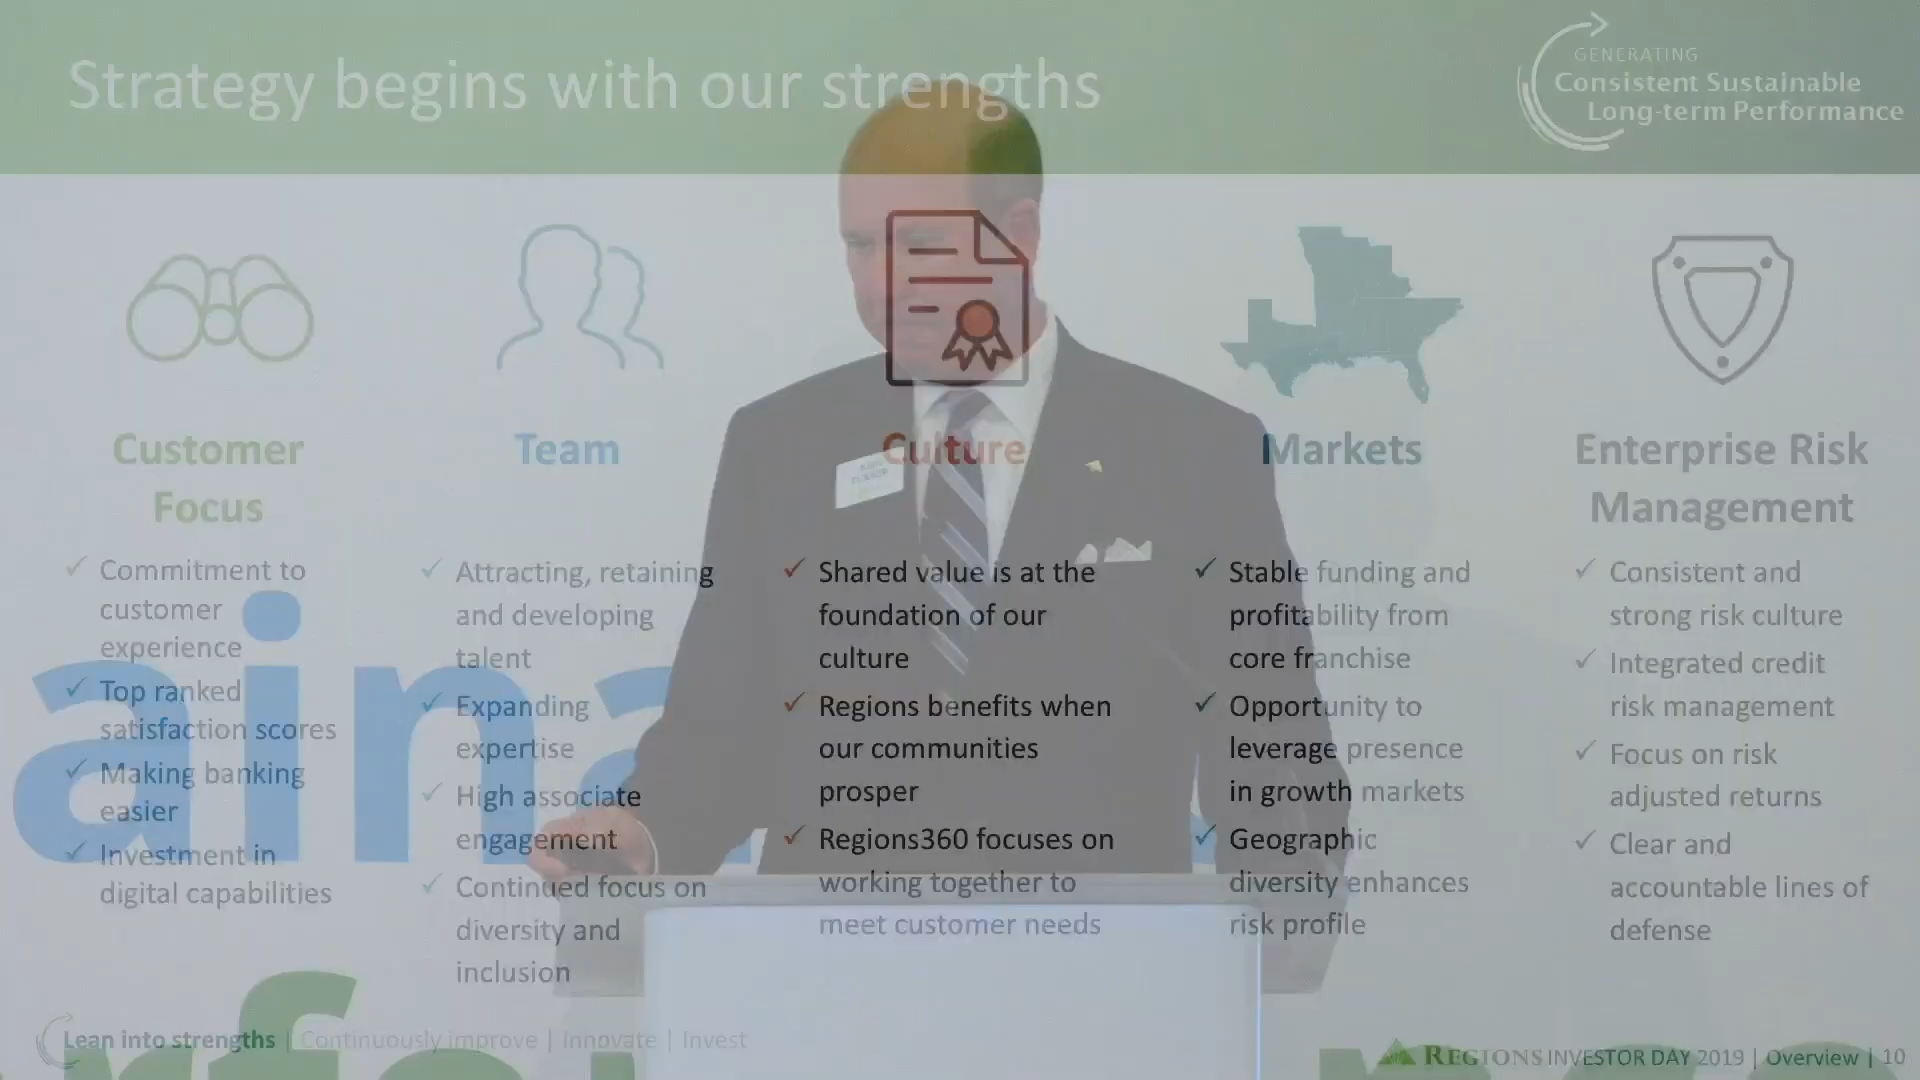 Strategy begins with our strengths
GENERATING
Consistent Sustainable
Long-term Performance
Customer
Focus
Commitment to
customer
experience
Top ranked
satisfaction scores
Making banking
easier
Investment in
digital capabilities
Team
Attracting, retaining
and developing
talent
Expanding
expertise
High associate
engagement
Continued focus on
diversity and
inclusion
Culture
Shared value is at the
foundation of our
culture
Regions benefits when
our communities
prosper
Regions360 focuses on
working together to
meet customer needs
Markets
Stable funding and
profitability from
core franchise
Opportunity to
leverage presence
in growth markets
Geographic
diversity enhances
risk profile
Enterprise Risk
Management
Consistent and
strong risk culture
Integrated credit
risk management
Focus on risk
adjusted returns
Clear and
accountable lines of
defense
aina
Lean into strengths | Continuously improve | Innovate | Invest
REGIONS INVESTOR DAY 2019 | Overview | 10